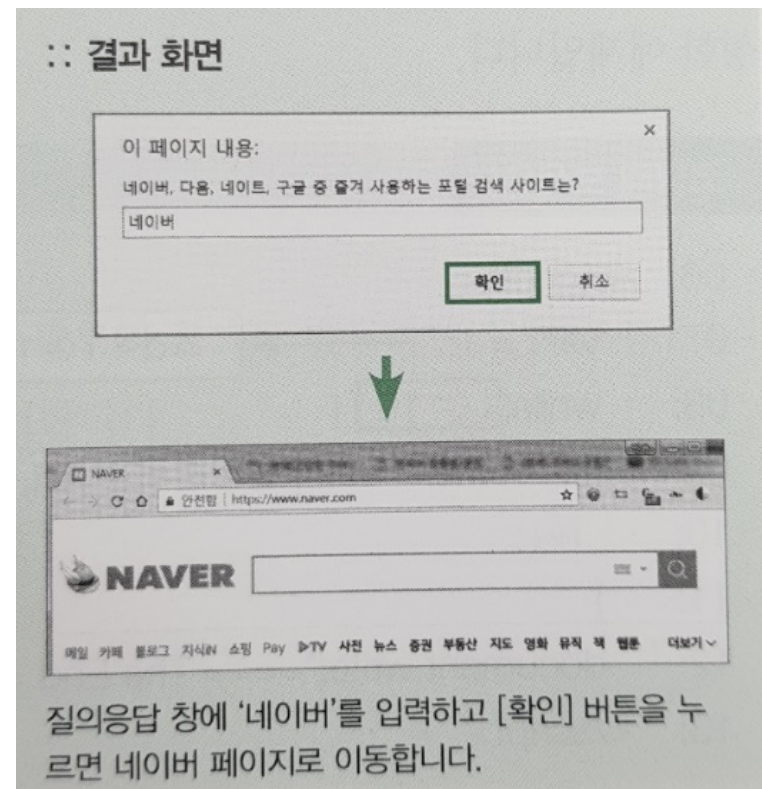 :: 결과 화면
×
이 페이지 내용:
네이버, 다음, 네이트, 구글 중 즐겨 사용하는 포털 검색 사이트는?
네이버
확인 취소
NAVER ×
안전함 | https://www.naver.com
NAVER
메일 카페 블로그 지식iN 쇼핑 Pay ▷TV 사전 뉴스 증권 부동산 지도 영화 뮤직 책 웹툰 더보기
질의응답 창에 ‘네이버’를 입력하고 [확인] 버튼을 누
르면 네이버 페이지로 이동합니다.